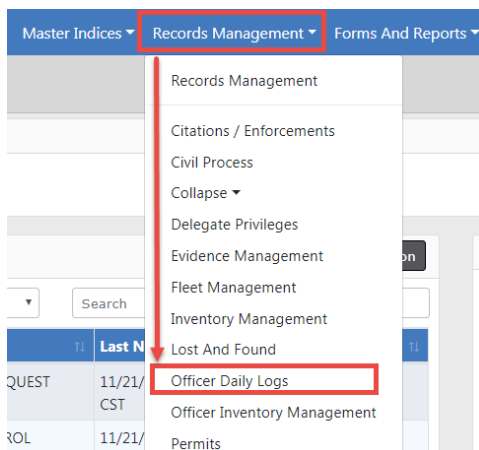 Master Indices ▾ Records Management ▾ Forms And Reports ▾
Records Management
Citations / Enforcements
Civil Process
Collapse ▾
Delegate Privileges
Evidence Management
on
Fleet Management
Search
Inventory Management
Last N
Lost And Found
QUEST 11/21/
Officer Daily Logs
CST
Officer Inventory Management
ROL 11/21/
Permits